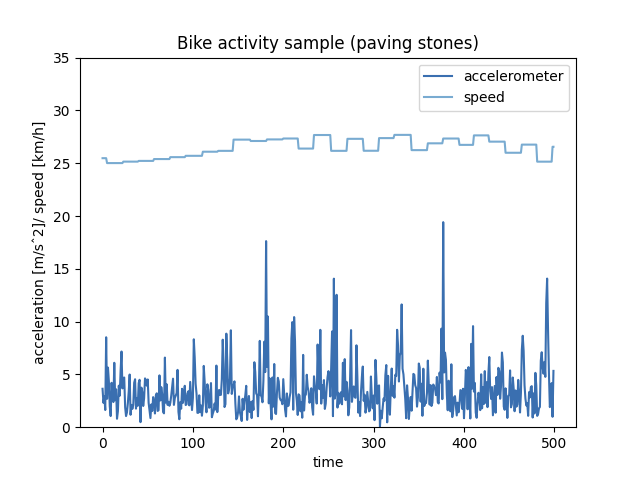 Bike activity sample (paving stones)
accelerometer
speed
acceleration [m/sˆ2]/ speed [km/h]
35
30
25
20
15
10
5
0
0 100 200 300 400 500
time